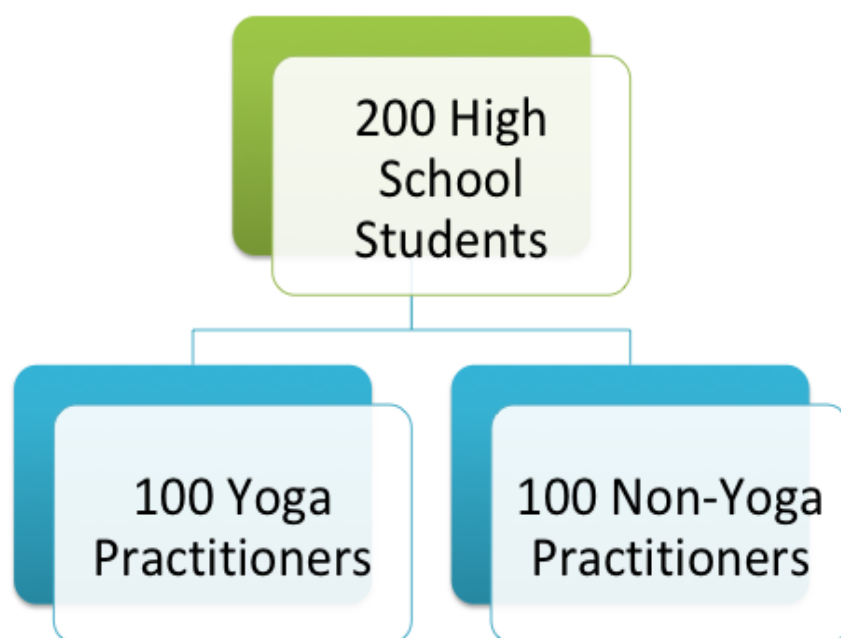 200 High
School
Students
100 Yoga
Practitioners
100 Non-Yoga
Practitioners